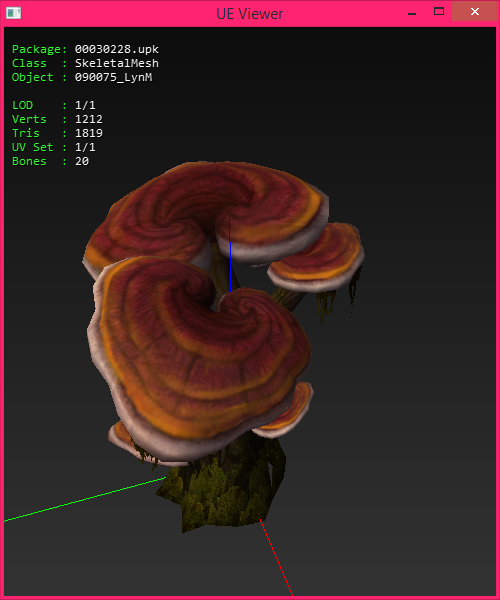 UE Viewer
Package: 00030228.upk
Class  : SkeletalMesh
Object : 090075_LynM
LOD    : 1/1
Verts  : 1212
Tris   : 1819
UV Set : 1/1
Bones  : 20